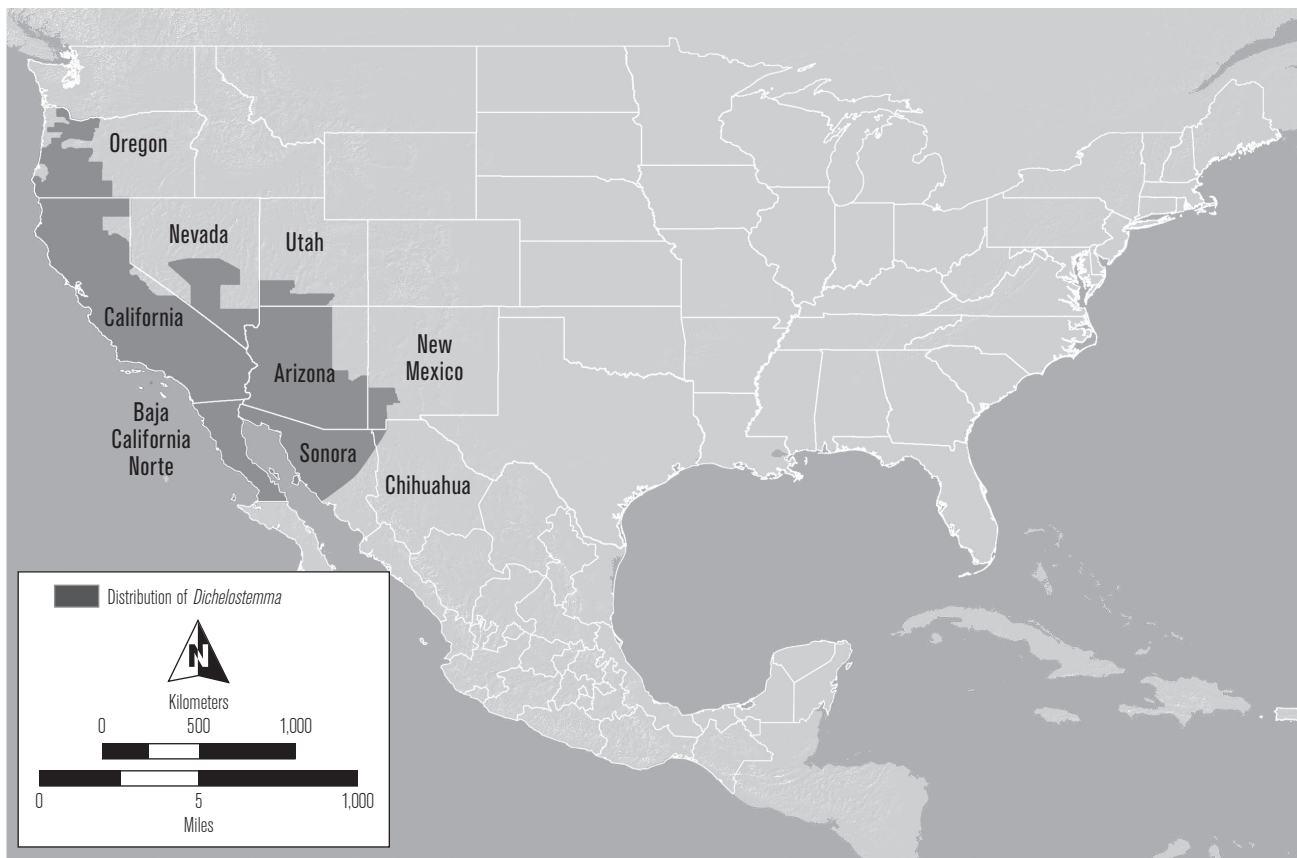 Oregon
Nevada
Utah
California
Arizona
New
Mexico
Baja
California
Norte
Sonora
Chihuahua
Distribution of Dichelostemma
N
Kilometers
0 500 1,000
0 5 1,000
Miles